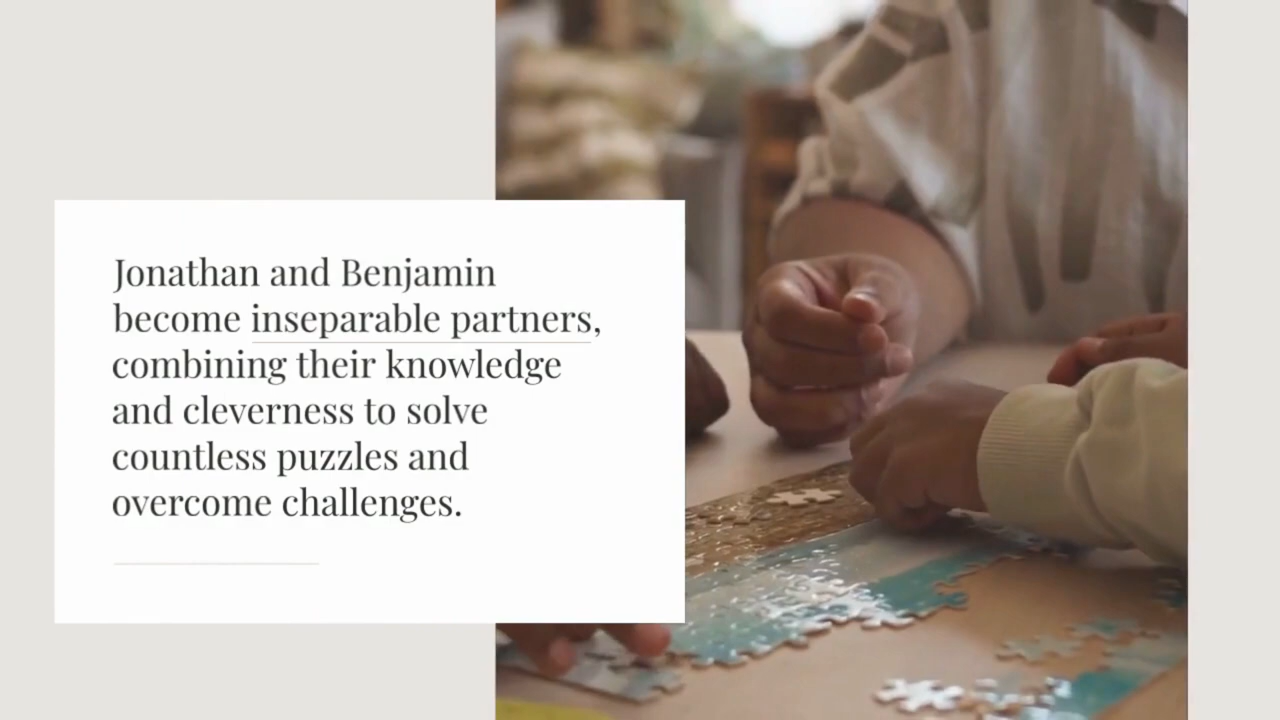 Jonathan and Benjamin
become inseparable partners,
combining their knowledge
and cleverness to solve
countless puzzles and
overcome challenges.